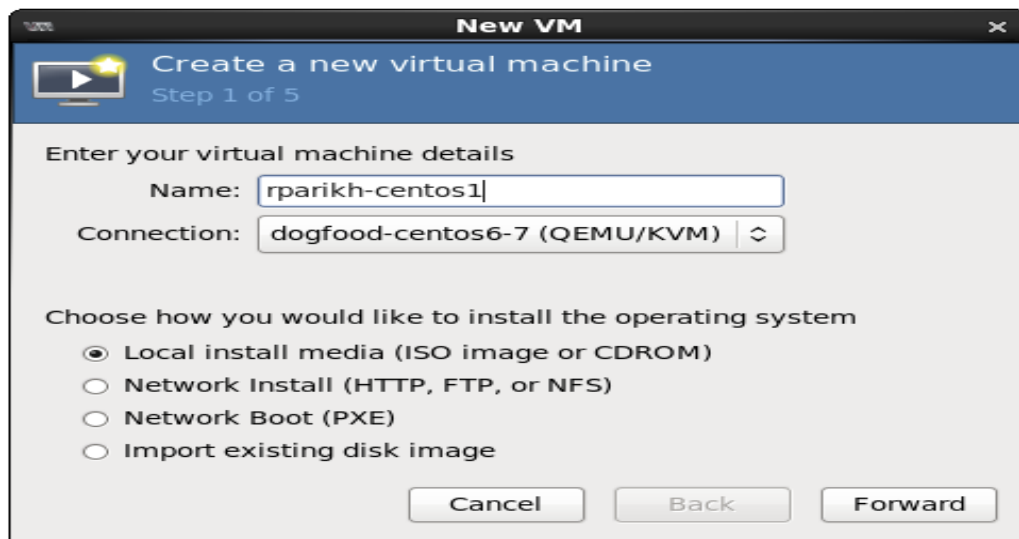 New VM
Create a new virtual machine
Step 1 of 5
Enter your virtual machine details
Name: rparikh-centos1
Connection: dogfood-centos6-7 (QEMU/KVM)
Choose how you would like to install the operating system
Local install media (ISO image or CDROM)
Network Install (HTTP, FTP, or NFS)
Network Boot (PXE)
Import existing disk image
Cancel Back Forward